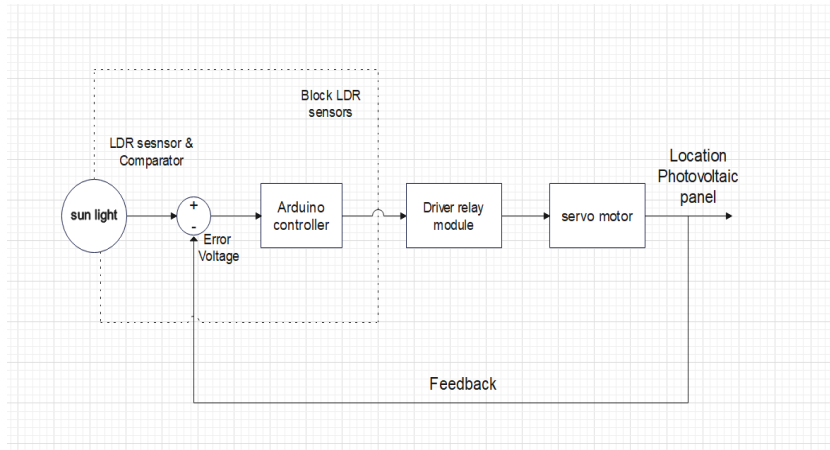 Block LDR
sensors
LDR sesnsor &
Comparator
Location
Photovoltaic
panel
sun light
+
-
Error
Voltage
Arduino
controller
Driver relay
module
servo motor
Feedback